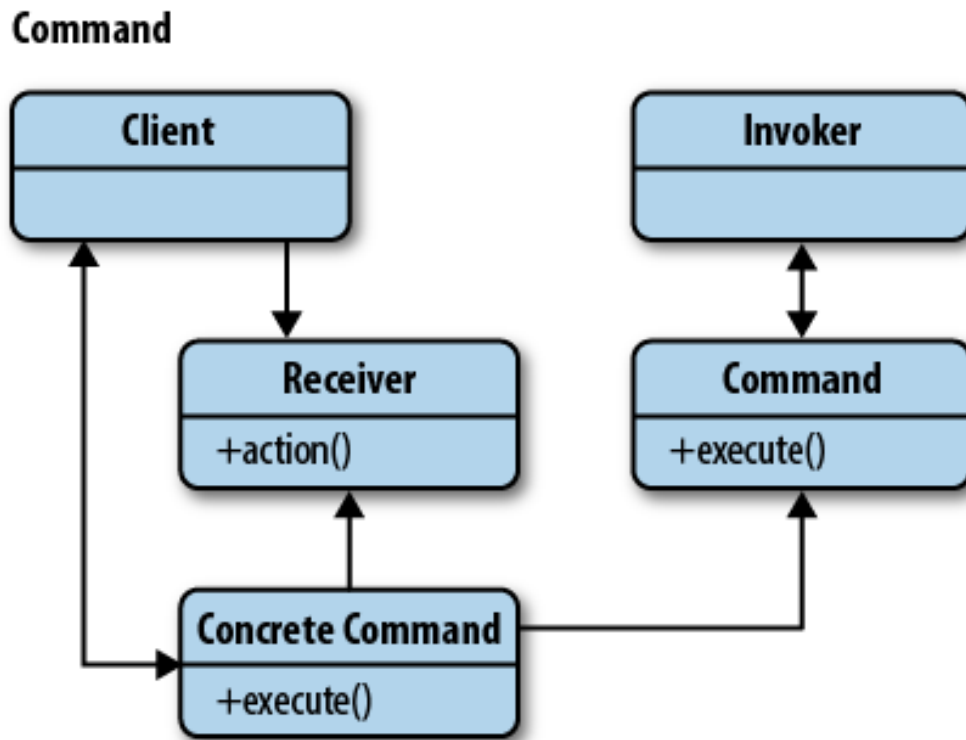 Command
Client
Invoker
Receiver
+action()
Command
+execute()
Concrete Command
+execute()